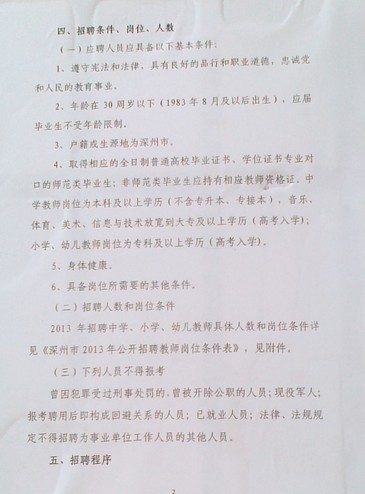 四、招聘条件、岗位、人数
（一）应聘人员应具备以下基本条件：
1、遵守宪法和法律，具有良好的品行和职业道德，忠诚党
和人民的教育事业。
2、年龄在 30 周岁以下（1983 年 8 月及以后出生），应届
毕业生不受年龄限制。
3、户籍或生源地为深州市。
4、取得相应的全日制普通高校毕业证书、学位证书专业对
口的师范类毕业生；非师范类毕业生应持有相应教师资格证。中
学教师岗位为本科及以上学历（不含专升本、专接本），音乐、
体育、美术、信息与技术放宽到大专及以上学历（高考入学）；
小学、幼儿教师岗位为专科及以上学历（高考入学）。
5、身体健康。
6、具备岗位所需要的其他条件。
（二）招聘人数和岗位条件
2013 年招聘中学、小学、幼儿教师具体人数和岗位条件详
见《深州市 2013 年公开招聘教师岗位条件表》，见附件。
（三）下列人员不得报考
曾因犯罪受过刑事处罚的，曾被开除公职的人员；现役军人；
报考聘用后即构成回避关系的人员；已就业人员；法律、法规规
定不得招聘为事业单位工作人员的其他人员。
五、招聘程序
2